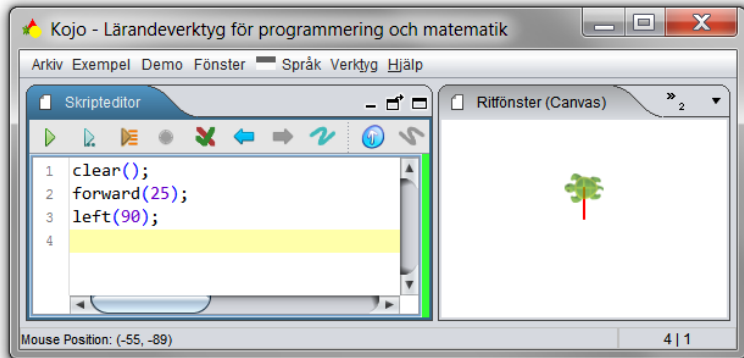 Kojo - Lärandeverktyg för programmering och matematik
Arkiv Exempel Demo Fönster Språk Verktyg Hjälp
Skripteditor
Ritfönster (Canvas)
»2
1 clear();
2 forward(25);
3 left(90);
4
Mouse Position: (-55, -89)
4|1